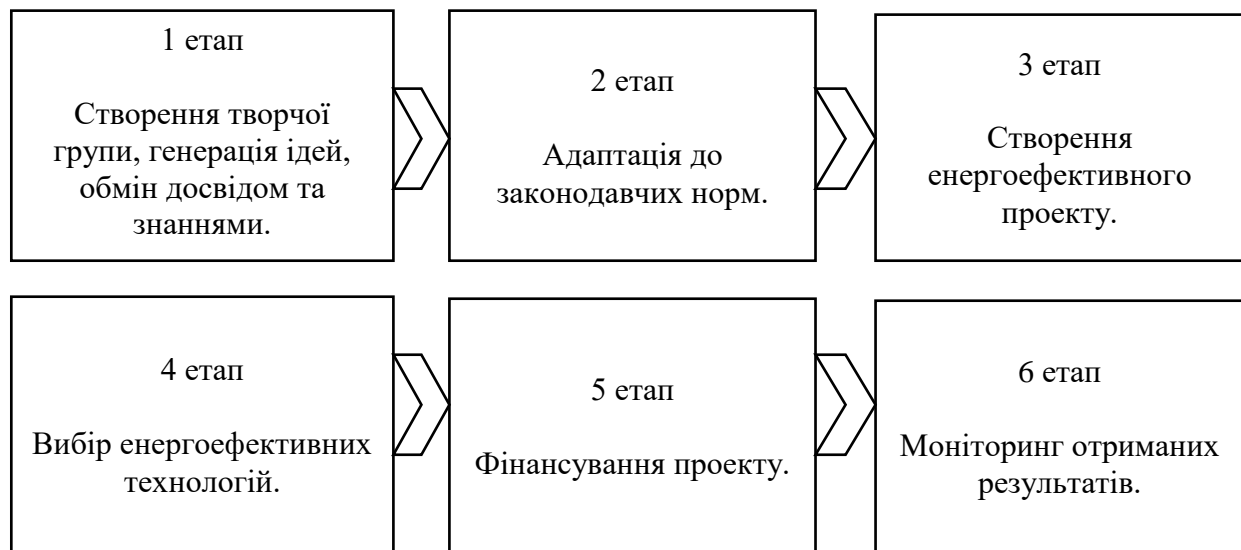 1 етап
Створення творчої
групи, генерація ідей,
обмін досвідом та
знаннями.
2 етап
Адаптація до
законодавчих норм.
3 етап
Створення
енергоефективного
проекту.
4 етап
Вибір енергоефективних
технологій.
5 етап
Фінансування проекту.
6 етап
Моніторинг отриманих
результатів.